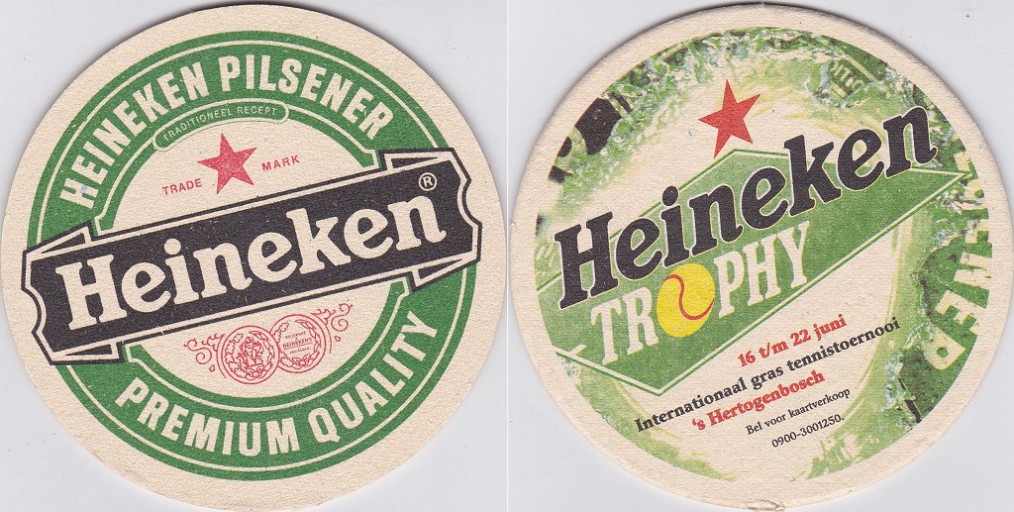 HEINEKEN PILSENER
TRADITIONEEL RECEPT
TRADE MARK
Heineken®
PREMIUM QUALITY
Heineken
TROPHY
16 t/m 22 juni
Internationaal gras tennistoernooi
's Hertogenbosch
Bel voor kaartverkoop
0900-3001250.